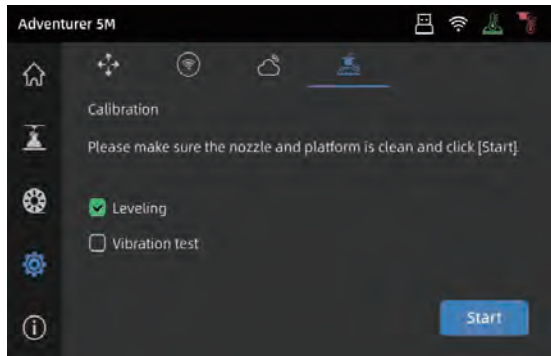 Adventurer 5M
Calibration
Please make sure the nozzle and platform is clean and click [Start].
Leveling
Vibration test
Start